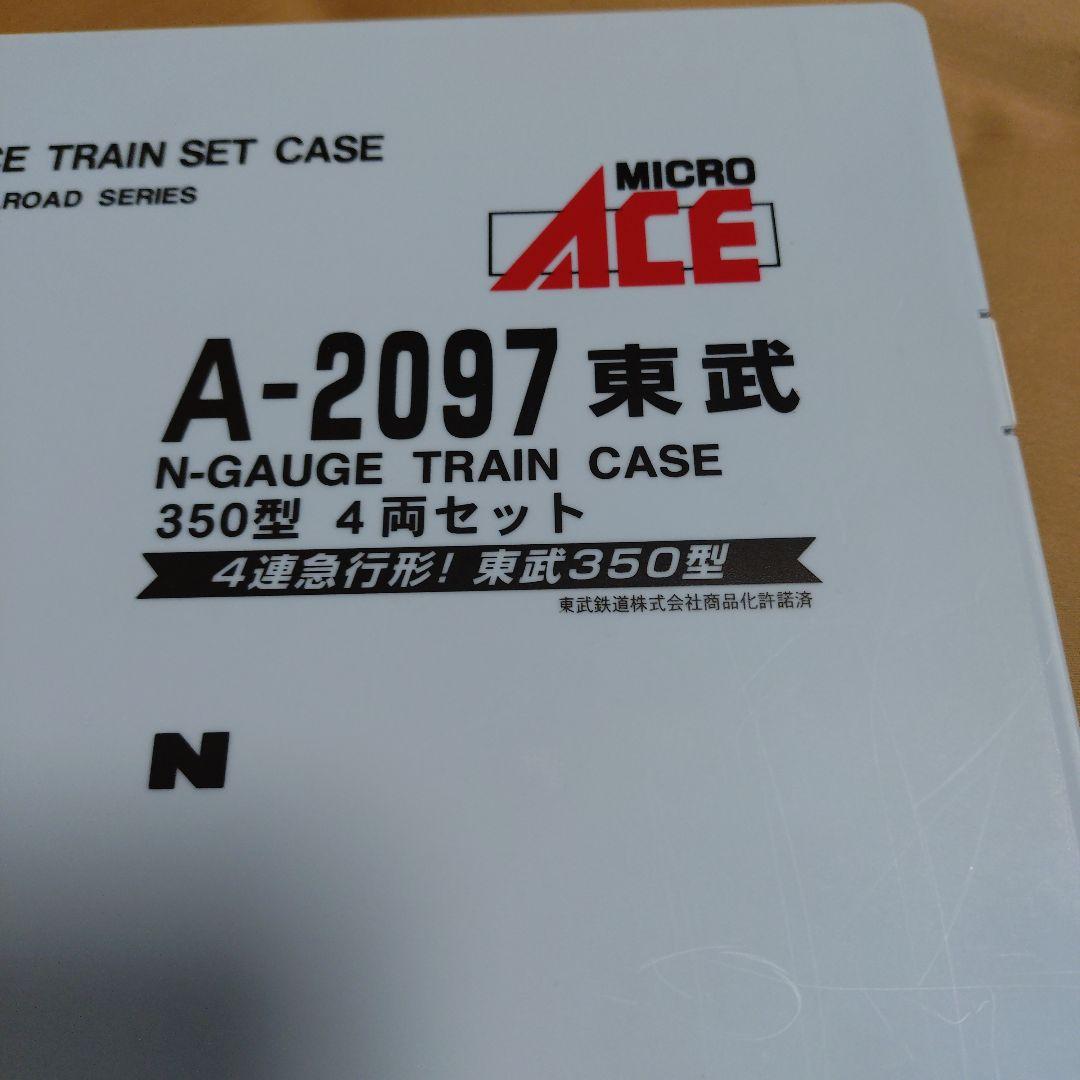 TRAIN SET CASE
SERIES
MICRO
ACE
A-2097 東武
N-GAUGE TRAIN CASE
350型 4両セット
4連急行形! 東武350型
東武鉄道株式会社商品化許諾済
N